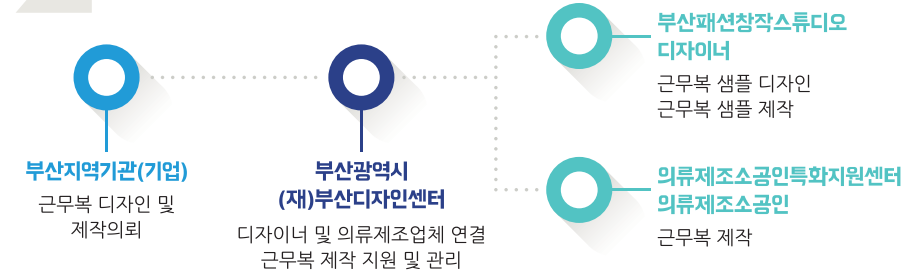 부산지역기관(기업)
근무복 디자인 및
제작의뢰
부산광역시
(재)부산디자인센터
디자이너 및 의류제조업체 연결
근무복 제작 지원 및 관리
부산패션창작스튜디오
디자이너
근무복 샘플 디자인
근무복 샘플 제작
의류제조소공인특화지원센터
의류제조소공인
근무복 제작